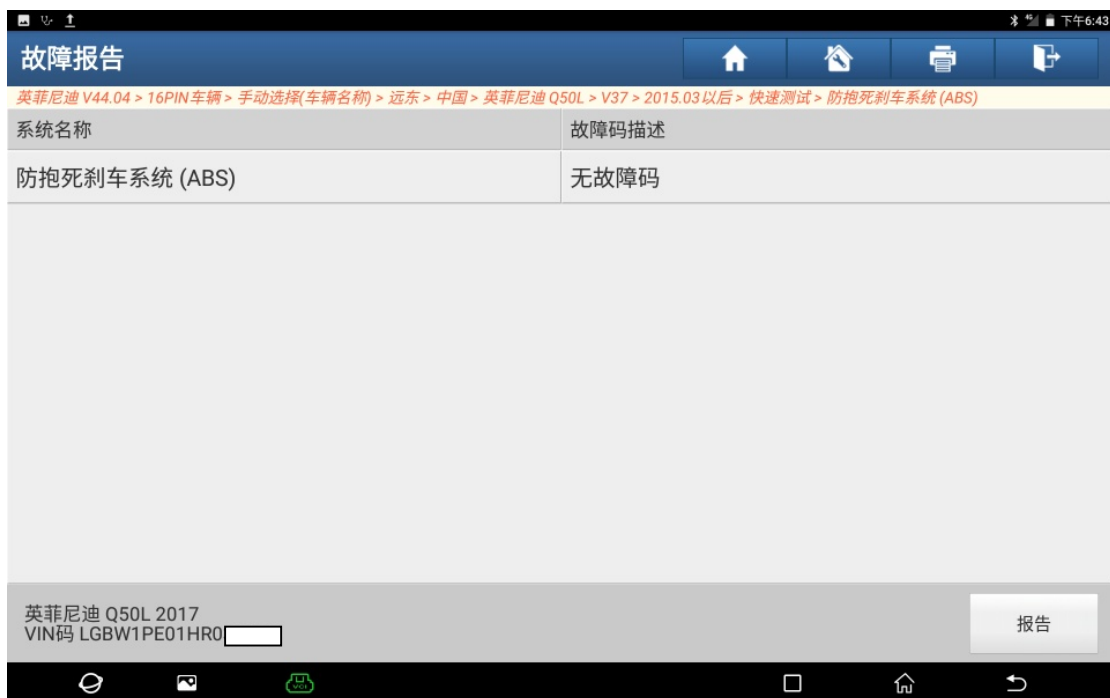 下午6:43
故障报告
英菲尼迪 V44.04 > 16PIN车辆 > 手动选择(车辆名称) > 远东 > 中国 > 英菲尼迪 Q50L > V37 > 2015.03以后 > 快速测试 > 防抱死刹车系统 (ABS)
系统名称 故障码描述
防抱死刹车系统 (ABS) 无故障码
英菲尼迪 Q50L 2017
VIN码 LGBW1PE01HR0
报告